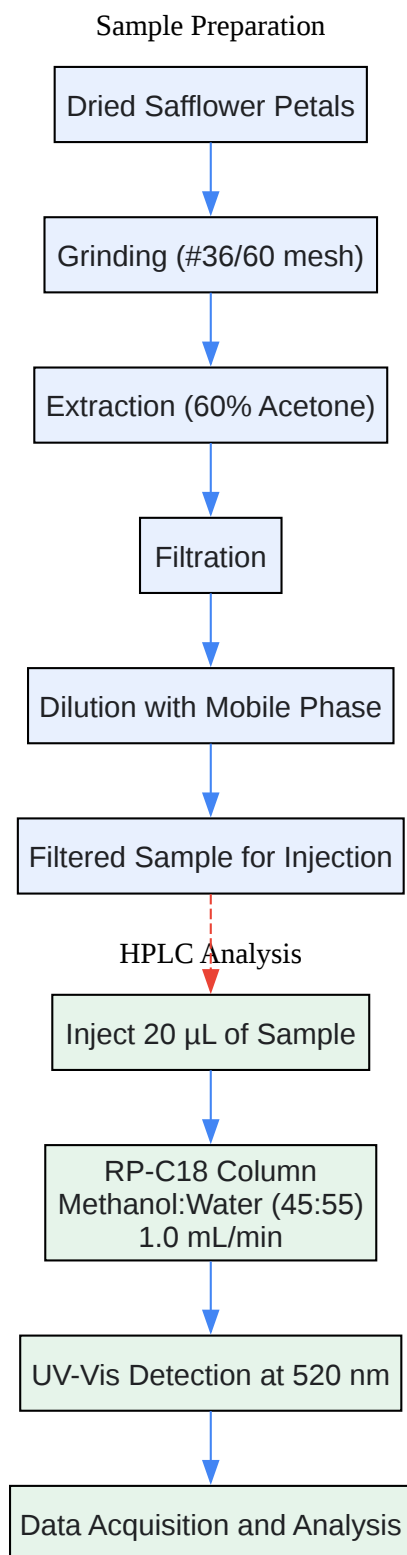 Sample Preparation
Dried Safflower Petals
Grinding (#36/60 mesh)
Extraction (60% Acetone)
Filtration
Dilution with Mobile Phase
Filtered Sample for Injection
HPLC Analysis
Inject 20 µL of Sample
RP-C18 Column
Methanol:Water (45:55)
1.0 mL/min
UV-Vis Detection at 520 nm
Data Acquisition and Analysis